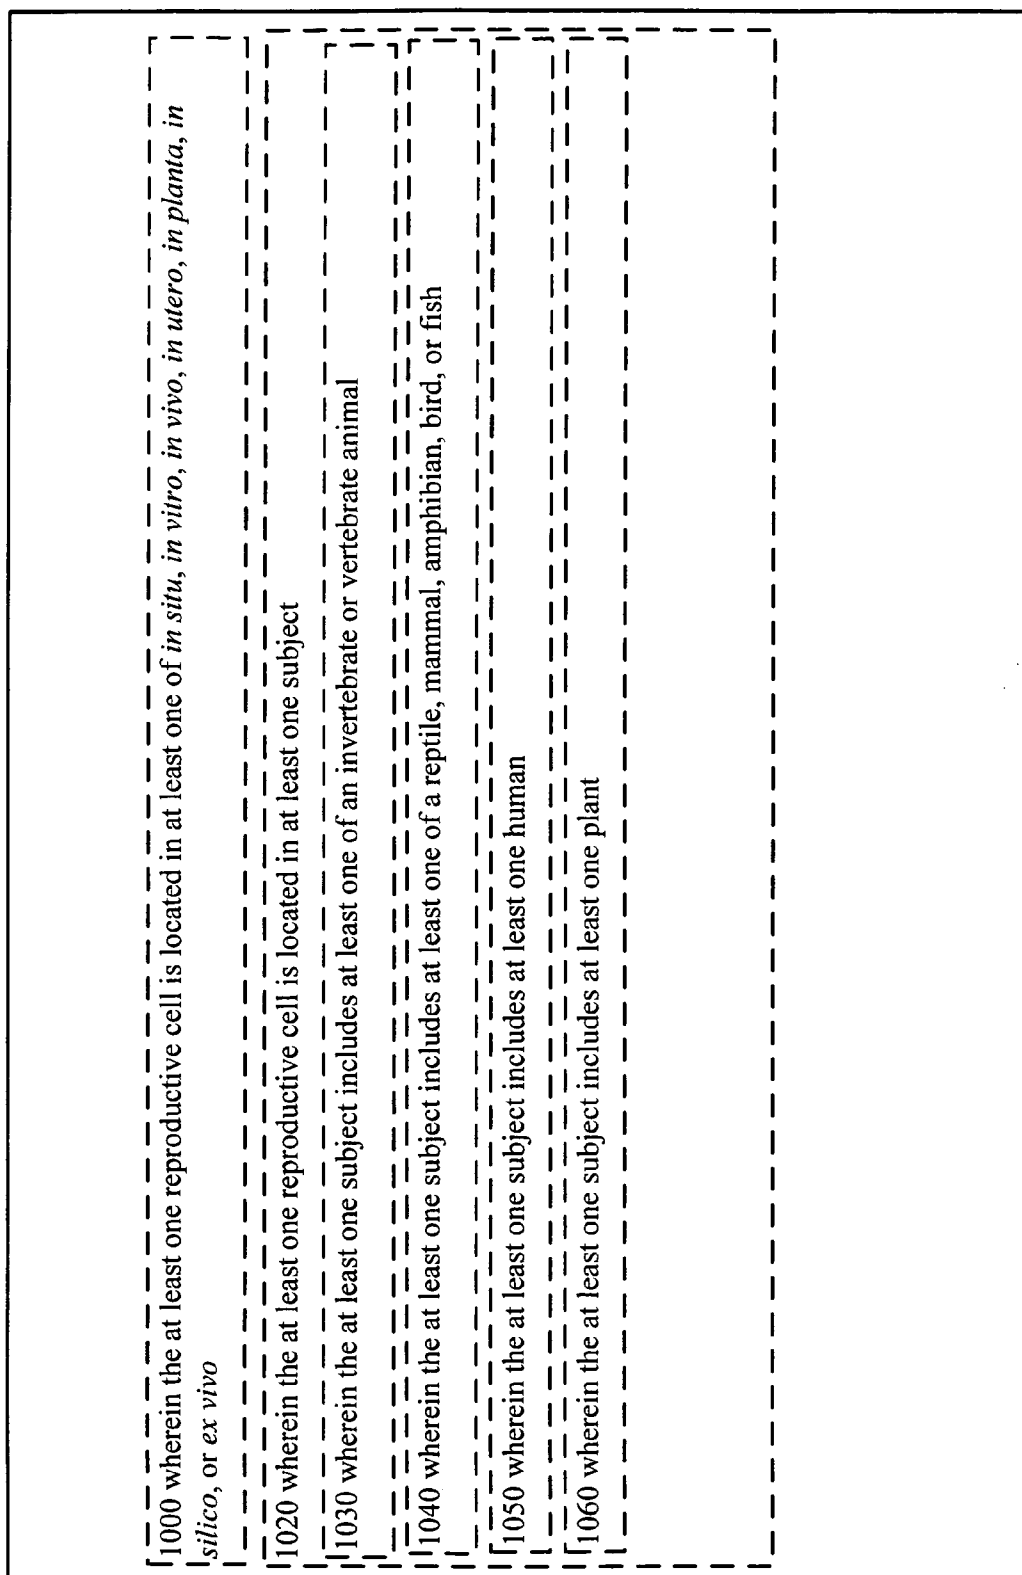 1000 wherein the at least one reproductive cell is located in at least one of in situ, in vitro, in vivo, in utero, in planta, in
silico, or ex vivo
1020 wherein the at least one reproductive cell is located in at least one subject
1030 wherein the at least one subject includes at least one of an invertebrate or vertebrate animal
1040 wherein the at least one subject includes at least one of a reptile, mammal, amphibian, bird, or fish
1050 wherein the at least one subject includes at least one human
1060 wherein the at least one subject includes at least one plant